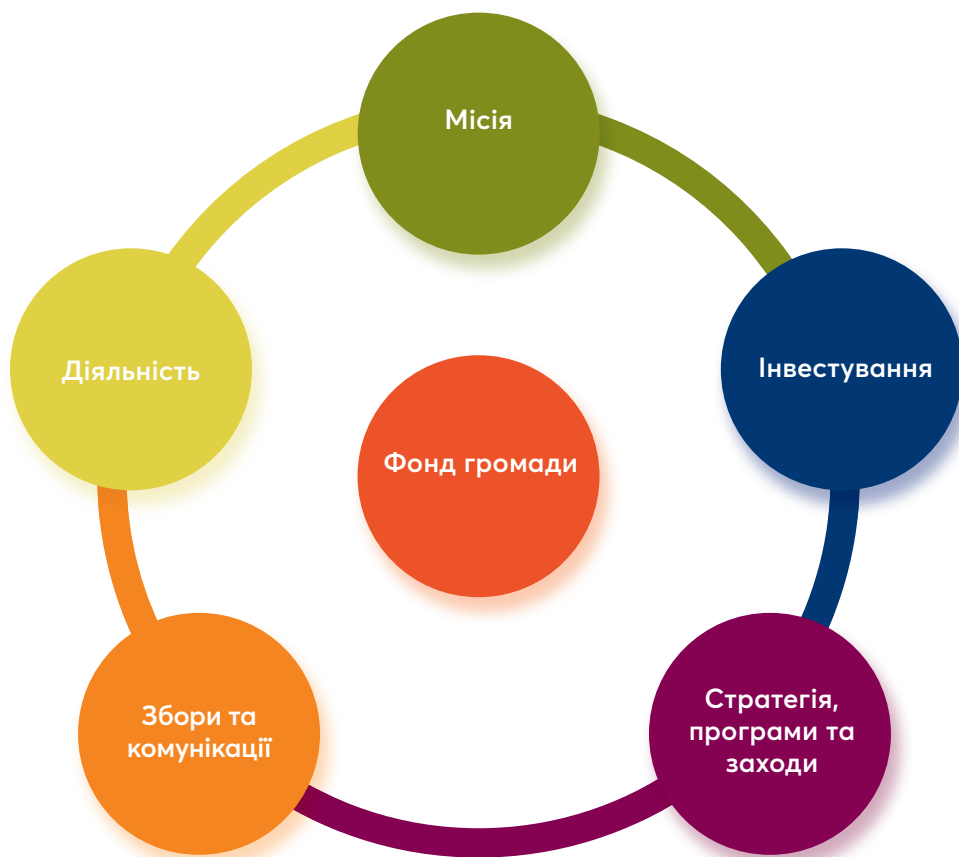 Місія
Діяльність
Інвестування
Фонд громади
Збори та
комунікації
Стратегія,
програми та
заходи